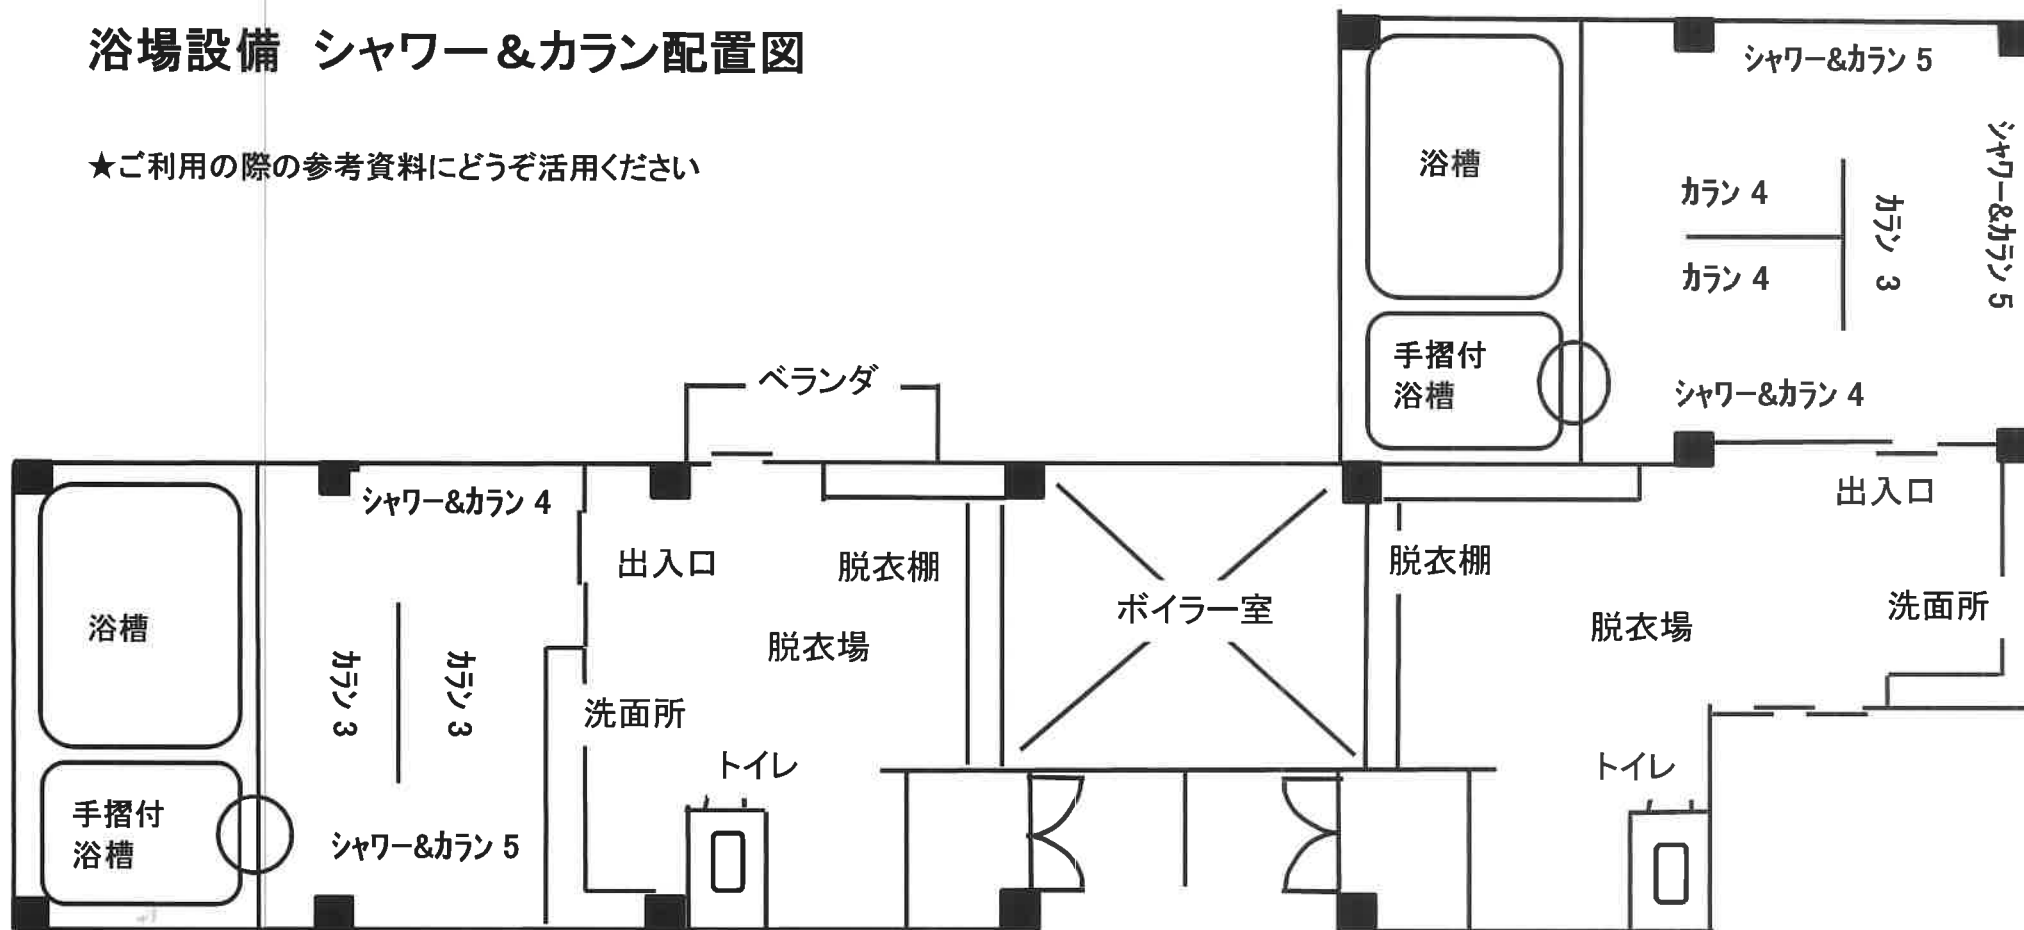 浴場設備 シャワー&カラン配置図
★ご利用の際の参考資料にどうぞ活用ください
シャワー&カラン 5
シャワー&カラン 5
浴槽
カラン 4
カラン 3
カラン 4
手摺付
浴槽
シャワー&カラン 4
ベランダ
シャワー&カラン 4
出入口
出入口
脱衣棚
脱衣棚
浴槽
ボイラー室
洗面所
脱衣場
脱衣場
カラン 3
カラン 3
洗面所
トイレ
トイレ
手摺付
浴槽
シャワー&カラン 5